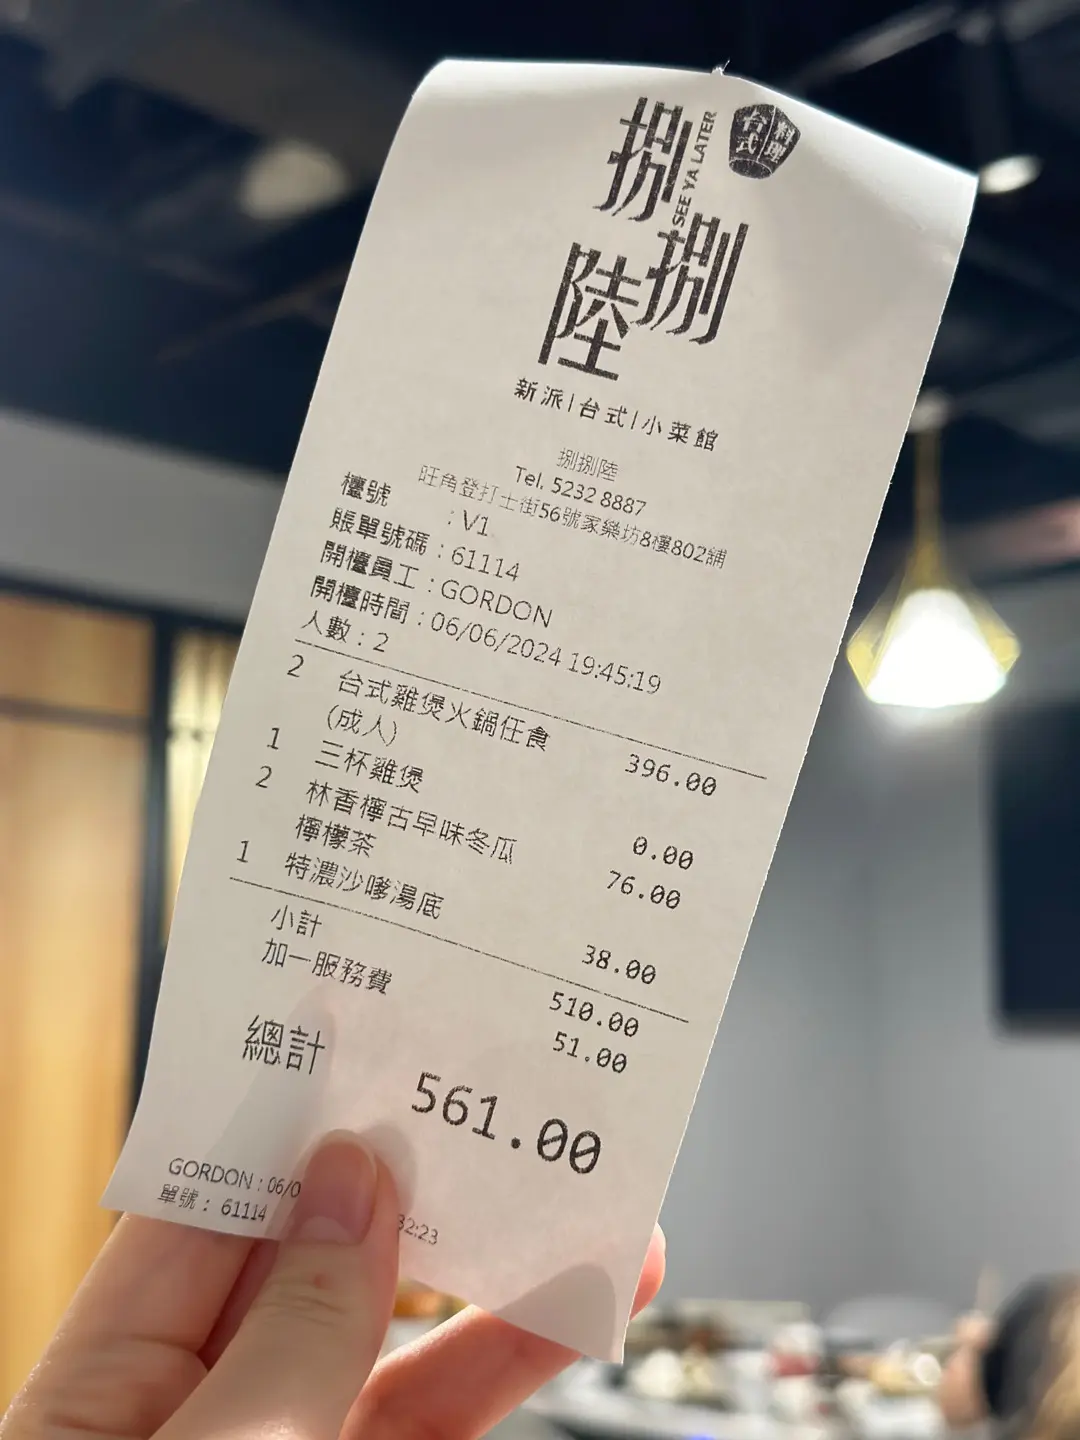 捌捌陸
SEE YA LATER
台式料理
新派|台式|小菜館
捌捌陸
Tel. 5232 8887
旺角登打士街56號家樂坊8樓802舖
檯號 : V1
賬單號碼 : 61114
開檯員工 : GORDON
開檯時間 : 06/06/2024 19:45:19
人數 : 2
2 台式雞煲火鍋任食
(成人) 396.00
1 三杯雞煲 0.00
2 林香檸古早味冬瓜
檸檬茶 76.00
1 特濃沙嗲湯底 38.00
小計 510.00
加一服務費 51.00
總計 561.00
GORDON : 06/0
32:23
單號 : 61114